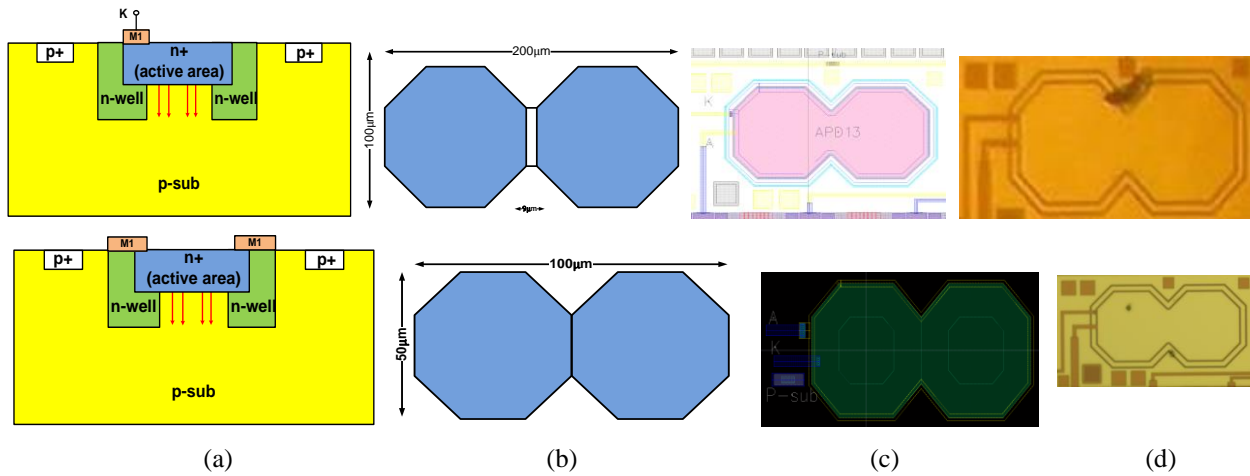 K
M1
p+
n+
(active area)
p+
n-well
n-well
p-sub
200μm
100μm
9μm
P-sub
K
A
APD13
M1
M1
p+
n+
(active area)
p+
n-well
n-well
p-sub
100μm
50μm
A
K
P-sub
(a)
(b)
(c)
(d)